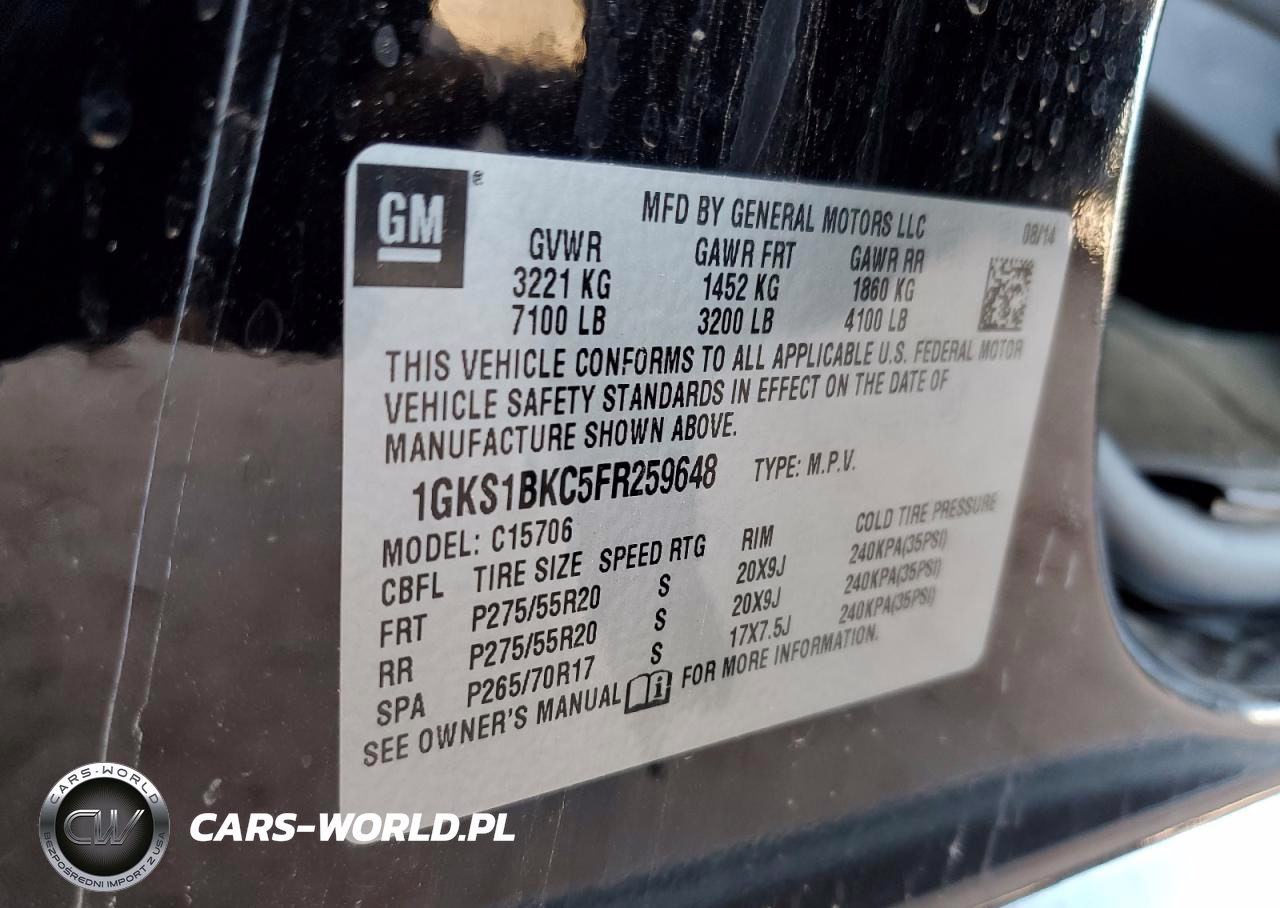 GM
MFD BY GENERAL MOTORS LLC 08/14
GVWR GAWR FRT GAWR RR
3221 KG 1452 KG 1860 KG
7100 LB 3200 LB 4100 LB
THIS VEHICLE CONFORMS TO ALL APPLICABLE U.S. FEDERAL MOTOR
VEHICLE SAFETY STANDARDS IN EFFECT ON THE DATE OF
MANUFACTURE SHOWN ABOVE.
1GKS1BKC5FR259648 TYPE: M.P.V.
MODEL: C15706
CBFL TIRE SIZE SPEED RTG RIM COLD TIRE PRESSURE
FRT P275/55R20 S 20X9J 240KPA(35PSI)
RR P275/55R20 S 20X9J 240KPA(35PSI)
SPA P265/70R17 S 17X7.5J 240KPA(35PSI)
SEE OWNER'S MANUAL FOR MORE INFORMATION.
CARS-WORLD
CW
BEZPOŚREDNI IMPORT Z USA
CARS-WORLD.PL